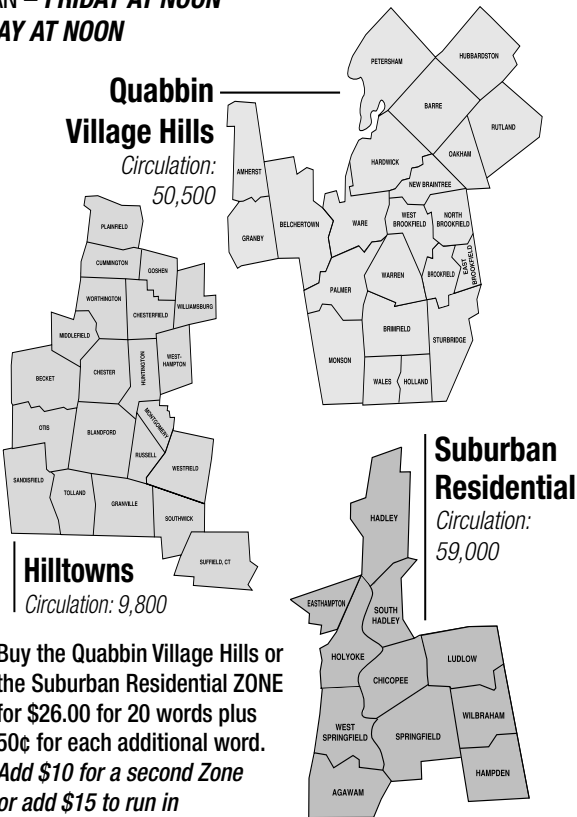 AN – FRIDAY AT NOON
AY AT NOON
Quabbin
Village Hills
Circulation:
50,500
PETERSHAM
HUBBARDSTON
BARRE
RUTLAND
HARDWICK
OAKHAM
NEW BRAINTREE
AMHERST
GRANBY
BELCHERTOWN
WARE
WEST
BROOKFIELD
NORTH
BROOKFIELD
PALMER
WARREN
BROOKFIELD
EAST
BROOKFIELD
MONSON
BRIMFIELD
STURBRIDGE
WALES
HOLLAND
PLAINFIELD
CUMMINGTON
GOSHEN
WORTHINGTON
CHESTERFIELD
WILLIAMSBURG
MIDDLEFIELD
BECKET
CHESTER
HUNTINGTON
WEST-
HAMPTON
OTIS
BLANDFORD
MONTGOMERY
RUSSELL
WESTFIELD
SANDISFIELD
TOLLAND
GRANVILLE
SOUTHWICK
SUFFIELD, CT
Hilltowns
Circulation: 9,800
Suburban
Residential
Circulation:
59,000
HADLEY
EASTHAMPTON
SOUTH
HADLEY
HOLYOKE
CHICOPEE
LUDLOW
WEST
SPRINGFIELD
SPRINGFIELD
WILBRAHAM
HAMPDEN
AGAWAM
Buy the Quabbin Village Hills or
the Suburban Residential ZONE
for $26.00 for 20 words plus
50¢ for each additional word.
Add $10 for a second Zone
or add $15 to run in